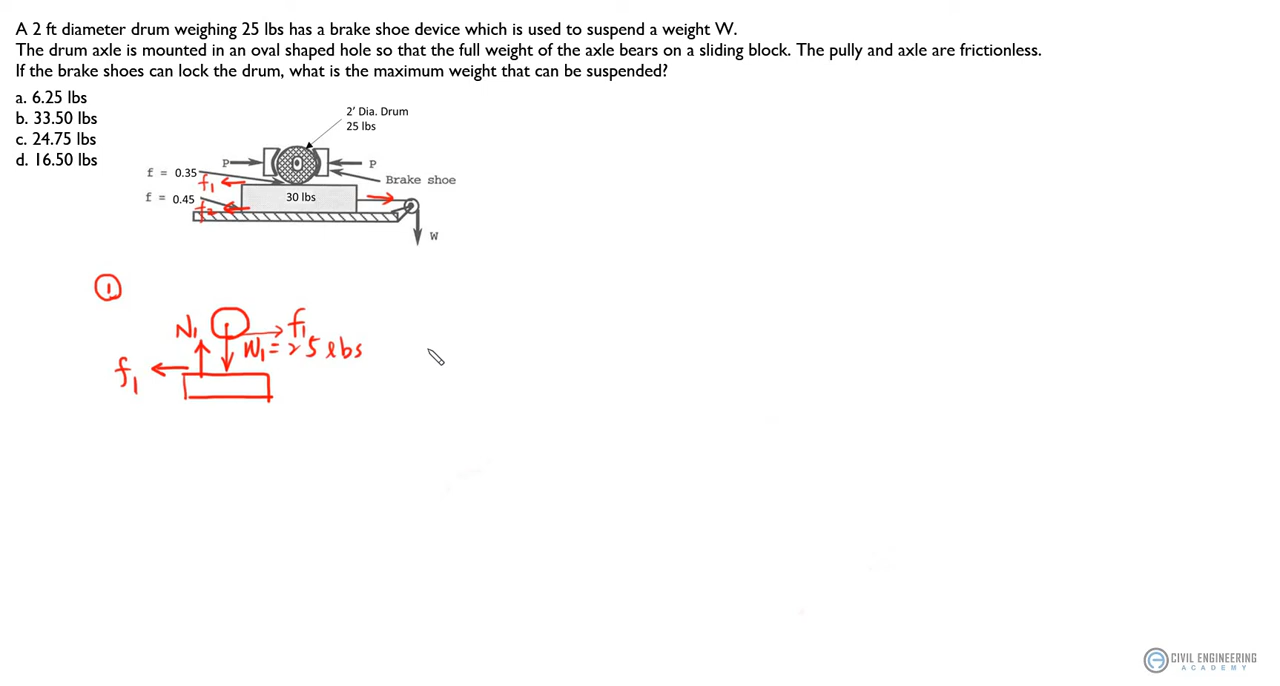 A 2 ft diameter drum weighing 25 lbs has a brake shoe device which is used to suspend a weight W.
The drum axle is mounted in an oval shaped hole so that the full weight of the axle bears on a sliding block. The pully and axle are frictionless.
If the brake shoes can lock the drum, what is the maximum weight that can be suspended?
a. 6.25 lbs
b. 33.50 lbs
c. 24.75 lbs
d. 16.50 lbs
2' Dia. Drum
25 lbs
P
P
f = 0.35
f₁
Brake shoe
f = 0.45
f₂
30 lbs
W
①
N₁
f₁
W₁ = 25 lbs
f₁
CIVIL ENGINEERING
ACADEMY